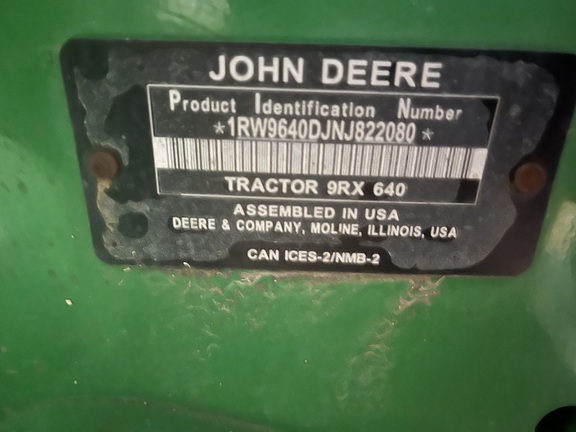 JOHN DEERE
Product Identification Number
*1RW9640DJNJ822080*
TRACTOR 9RX 640
ASSEMBLED IN USA
DEERE & COMPANY, MOLINE, ILLINOIS, USA
CAN ICES-2/NMB-2